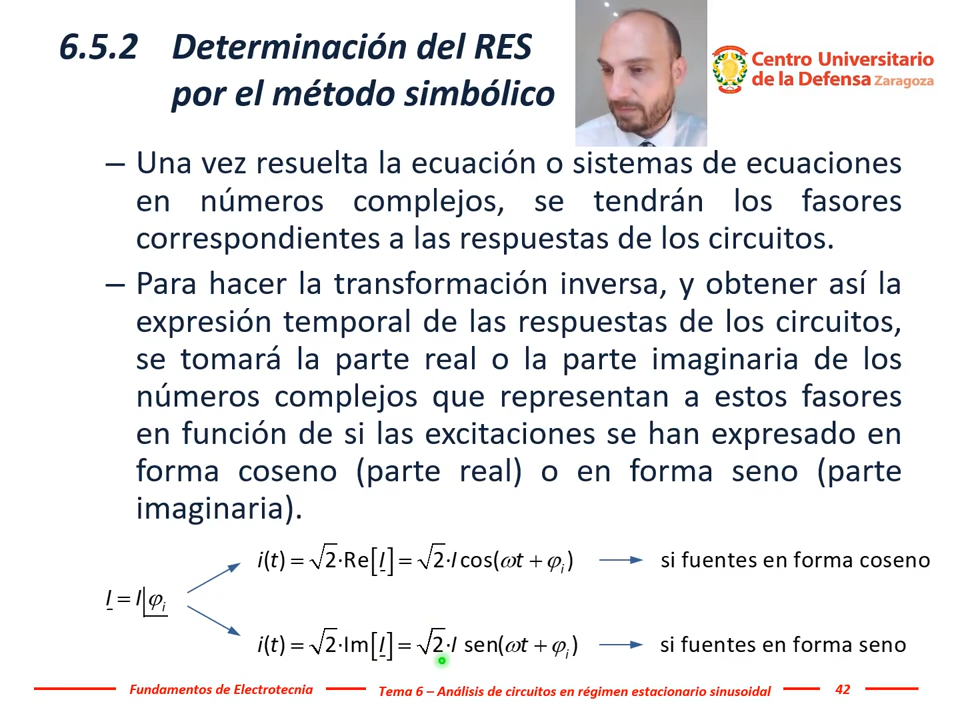 6.5.2 Determinación del RES
por el método simbólico
Centro Universitario
de la Defensa Zaragoza
– Una vez resuelta la ecuación o sistemas de ecuaciones
en números complejos, se tendrán los fasores
correspondientes a las respuestas de los circuitos.
– Para hacer la transformación inversa, y obtener así la
expresión temporal de las respuestas de los circuitos,
se tomará la parte real o la parte imaginaria de los
números complejos que representan a estos fasores
en función de si las excitaciones se han expresado en
forma coseno (parte real) o en forma seno (parte
imaginaria).
i(t) = √2·Re[I] = √2·I cos(ωt + φi) → si fuentes en forma coseno
I = I|φi
i(t) = √2·Im[I] = √2·I sen(ωt + φi) → si fuentes en forma seno
Fundamentos de Electrotecnia Tema 6 – Análisis de circuitos en régimen estacionario sinusoidal 42